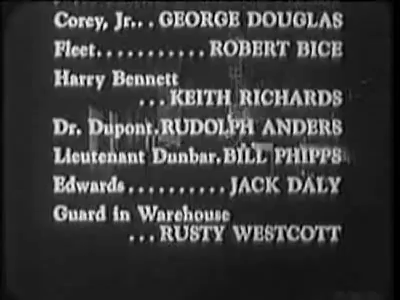 Corey, Jr... GEORGE DOUGLAS
Fleet........... ROBERT BICE
Harry Bennett
... KEITH RICHARDS
Dr. Dupont.RUDOLPH ANDERS
Lieutenant Dunbar.BILL PHIPPS
Edwards.......... JACK DALY
Guard in Warehouse
... RUSTY WESTCOTT